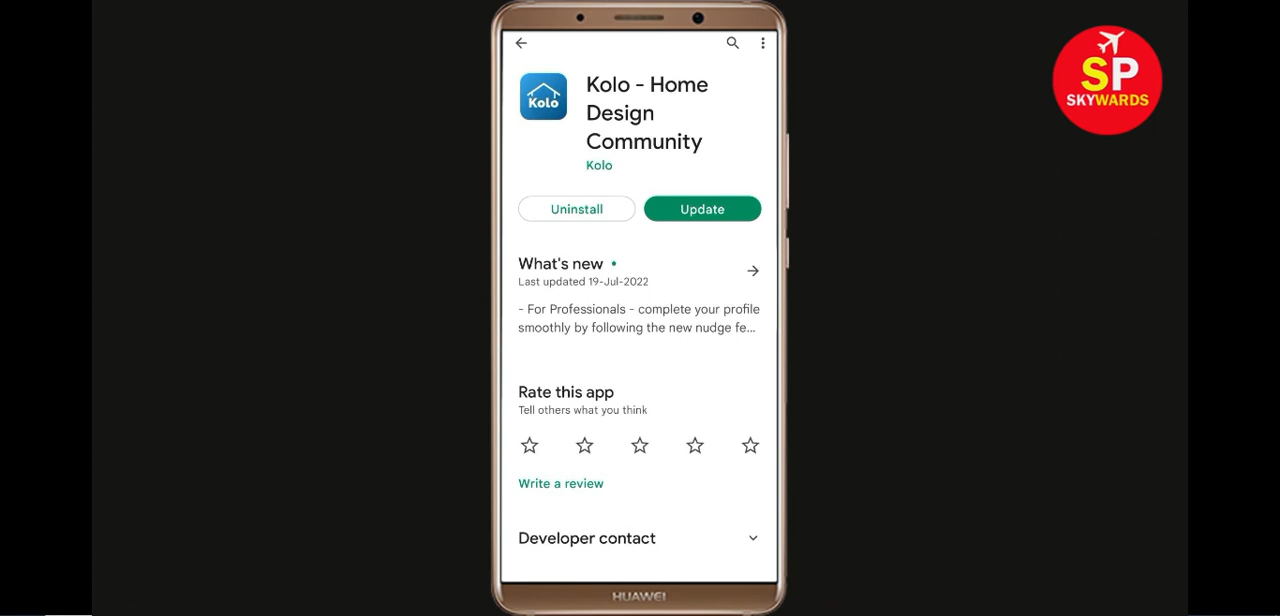 SP
SKYWARDS
Kolo
Kolo - Home
Design
Community
Kolo
Uninstall
Update
What's new
Last updated 19-Jul-2022
- For Professionals - complete your profile
smoothly by following the new nudge fe...
Rate this app
Tell others what you think
Write a review
Developer contact
HUAWEI